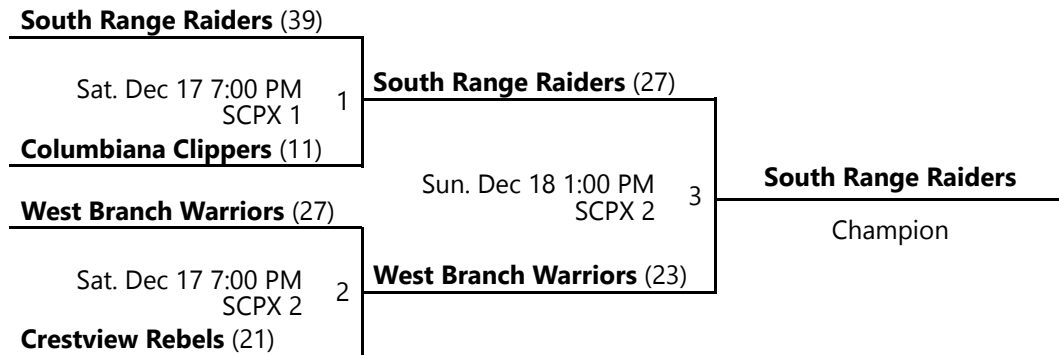 South Range Raiders (39)
Sat. Dec 17 7:00 PM
SCPX 1
1
Columbiana Clippers (11)
West Branch Warriors (27)
Sat. Dec 17 7:00 PM
SCPX 2
2
Crestview Rebels (21)
South Range Raiders (27)
Sun. Dec 18 1:00 PM
SCPX 2
3
West Branch Warriors (23)
South Range Raiders
Champion